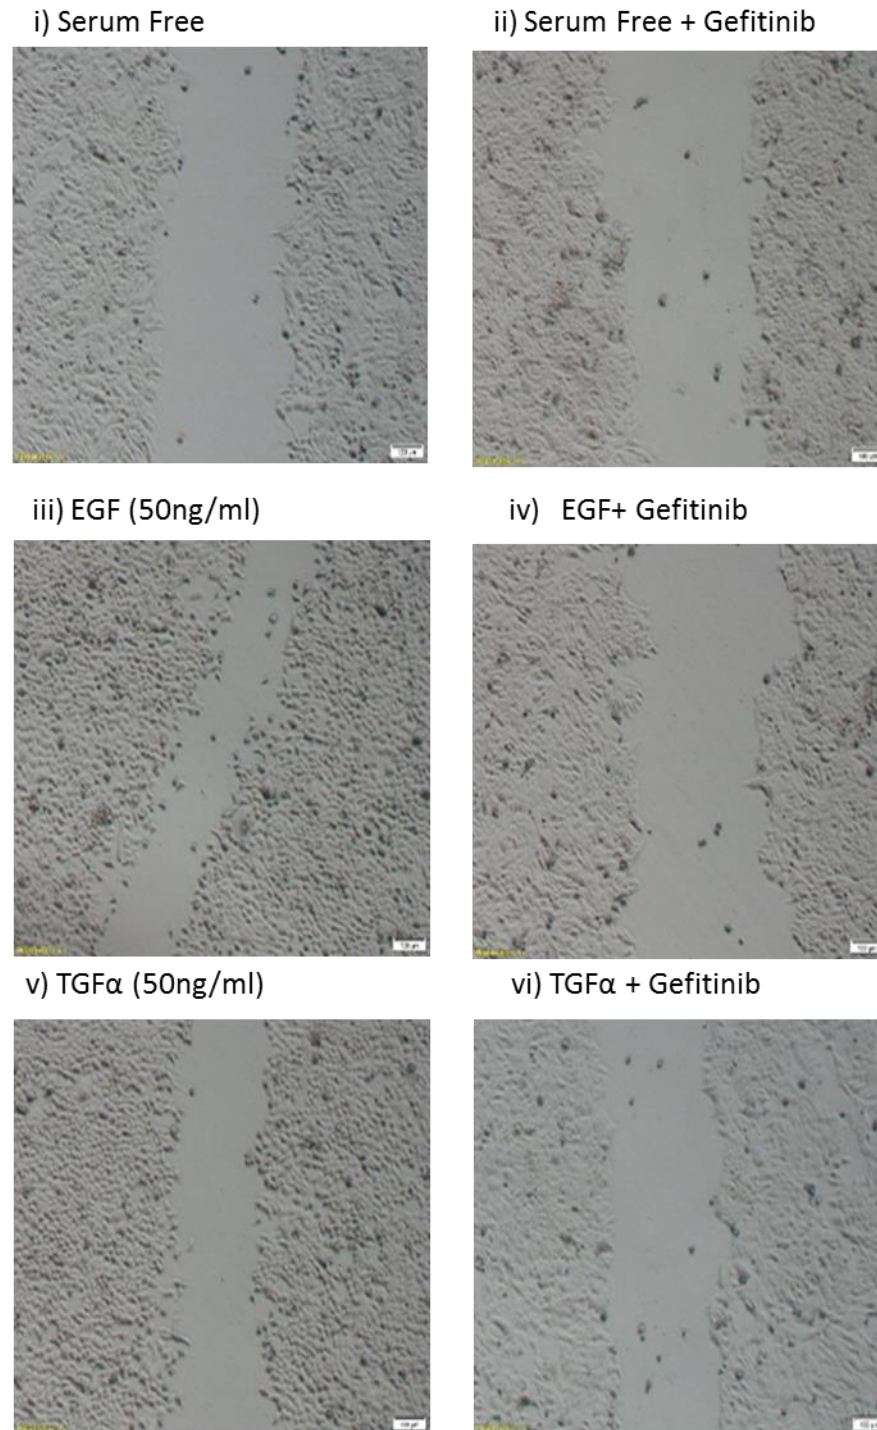 i) Serum Free
ii) Serum Free + Gefitinib
iii) EGF (50ng/ml)
iv) EGF+ Gefitinib
v) TGFα (50ng/ml)
vi) TGFα + Gefitinib